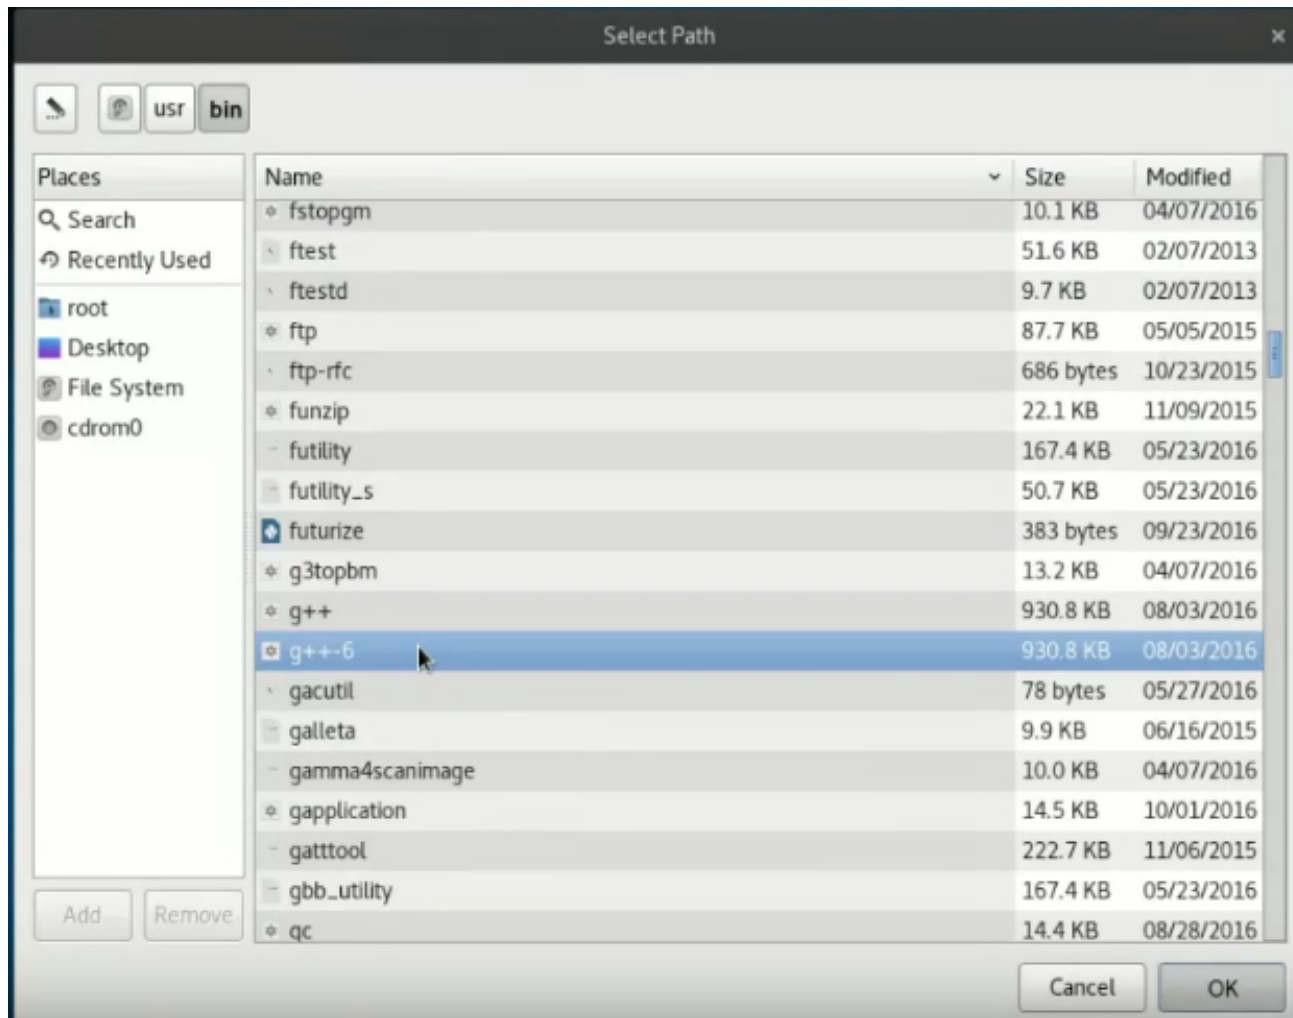 Select Path
usr bin
Places
Search
Recently Used
root
Desktop
File System
cdrom0
Add Remove
Name Size Modified
fstopgm 10.1 KB 04/07/2016
ftest 51.6 KB 02/07/2013
ftestd 9.7 KB 02/07/2013
ftp 87.7 KB 05/05/2015
ftp-rfc 686 bytes 10/23/2015
funzip 22.1 KB 11/09/2015
futility 167.4 KB 05/23/2016
futility_s 50.7 KB 05/23/2016
futurize 383 bytes 09/23/2016
g3topbm 13.2 KB 04/07/2016
g++ 930.8 KB 08/03/2016
g++-6 930.8 KB 08/03/2016
gacutil 78 bytes 05/27/2016
galleta 9.9 KB 06/16/2015
gamma4scanimage 10.0 KB 04/07/2016
gapplication 14.5 KB 10/01/2016
gatttool 222.7 KB 11/06/2015
gbb_utility 167.4 KB 05/23/2016
gc 14.4 KB 08/28/2016
Cancel OK